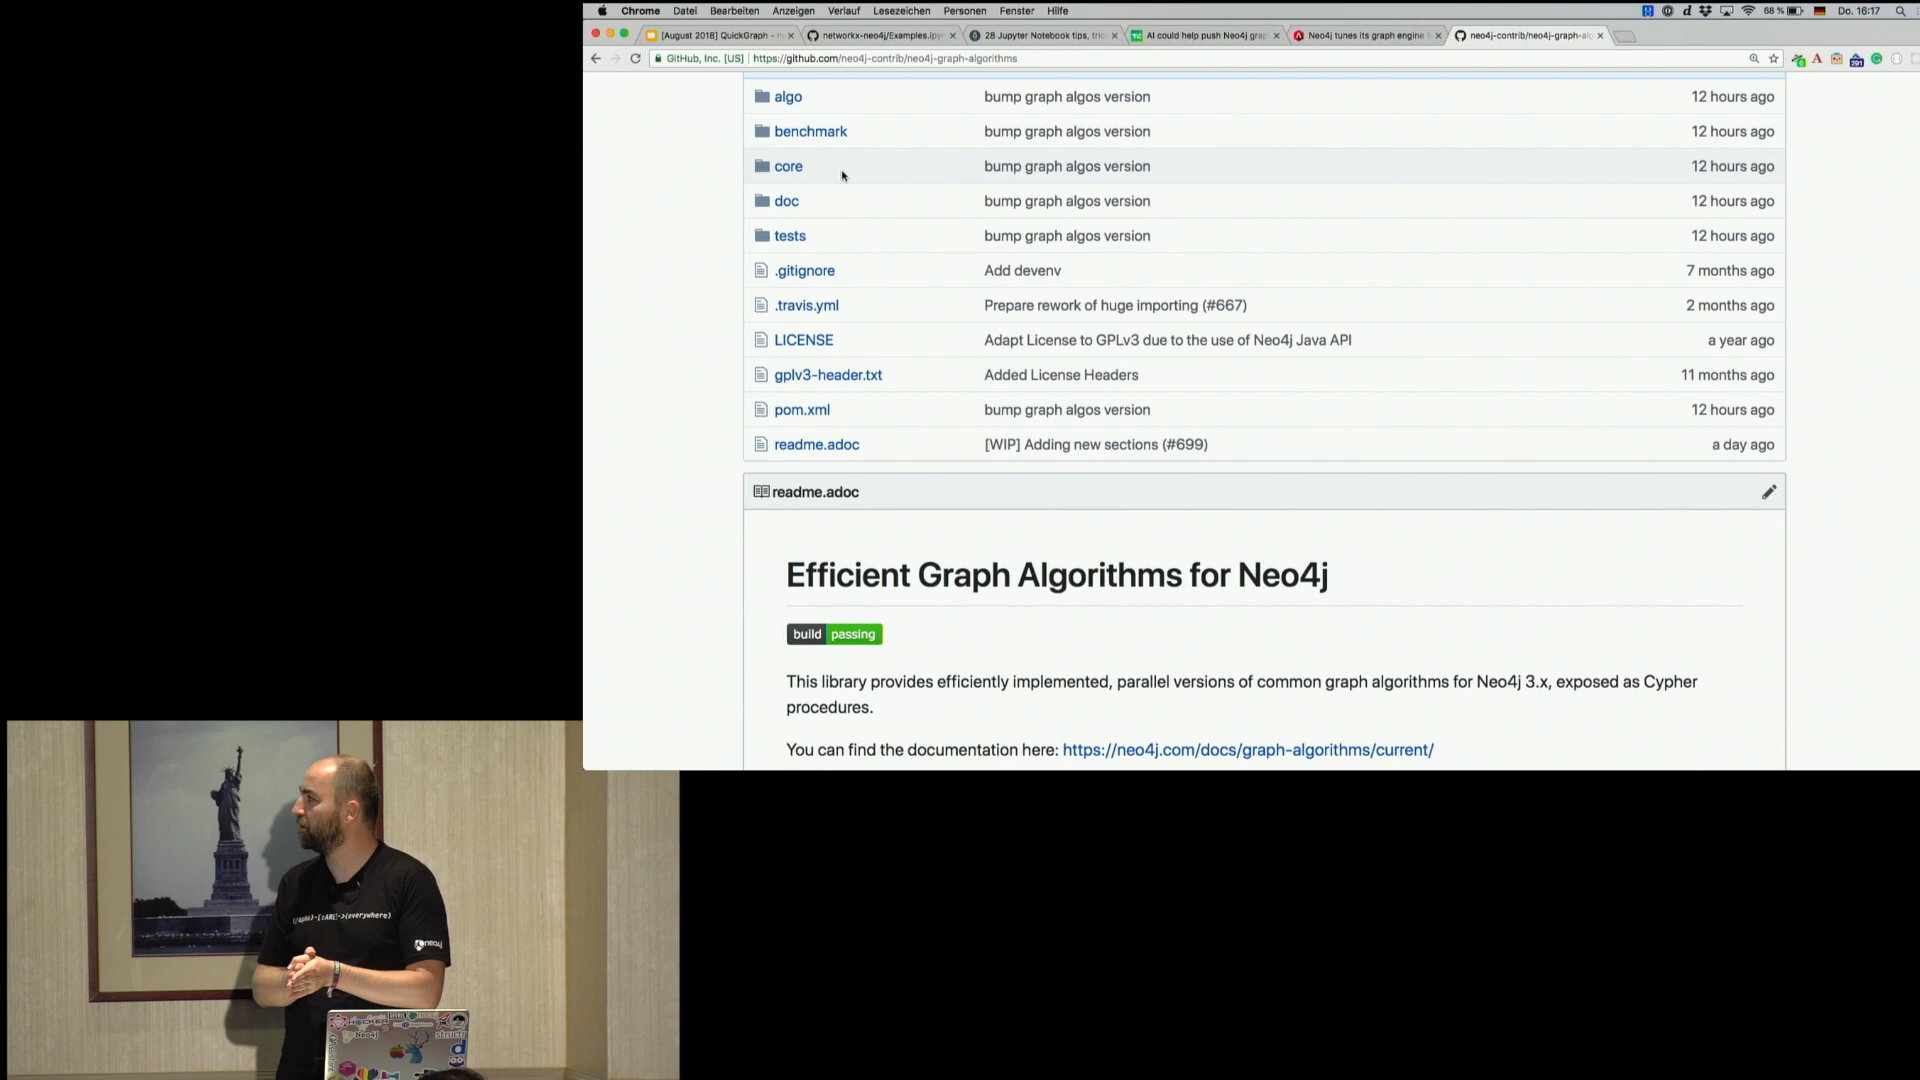 Chrome Datei Bearbeiten Anzeigen Verlauf Lesezeichen Personen Fenster Hilfe 68 % Do. 16:17
[August 2018] QuickGraph - networkx-neo4j/Examples.ipyn 28 Jupyter Notebook tips, tric AI could help push Neo4j grap Neo4j tunes its graph engine f neo4j-contrib/neo4j-graph-alg
GitHub, Inc. [US] https://github.com/neo4j-contrib/neo4j-graph-algorithms
algo bump graph algos version 12 hours ago
benchmark bump graph algos version 12 hours ago
core bump graph algos version 12 hours ago
doc bump graph algos version 12 hours ago
tests bump graph algos version 12 hours ago
.gitignore Add devenv 7 months ago
.travis.yml Prepare rework of huge importing (#667) 2 months ago
LICENSE Adapt License to GPLv3 due to the use of Neo4j Java API a year ago
gplv3-header.txt Added License Headers 11 months ago
pom.xml bump graph algos version 12 hours ago
readme.adoc [WIP] Adding new sections (#699) a day ago
readme.adoc
Efficient Graph Algorithms for Neo4j
build passing
This library provides efficiently implemented, parallel versions of common graph algorithms for Neo4j 3.x, exposed as Cypher
procedures.
You can find the documentation here: https://neo4j.com/docs/graph-algorithms/current/
-[:ARE]->(everywhere)
neo4j
Neo4j
structr